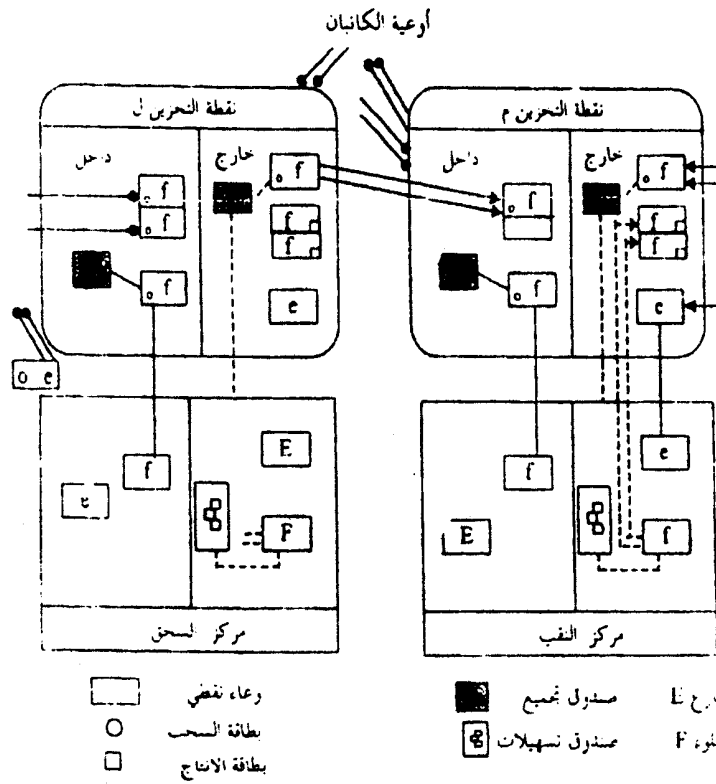 أوعية الكانبان
نقطة التخزين م
نقطة التخزين ل
داخل
خارج
داخل
خارج
f
f
f
f
f
f
f
f
f
f
f
e
f
e
o e
f
E
F
f
e
E
f
مركز السحق
مركز النقب
وعاء نقضي
بطاقة السحب
بطاقة الانتاج
صندوق تجميع
صندوق تسهيلات
E
F